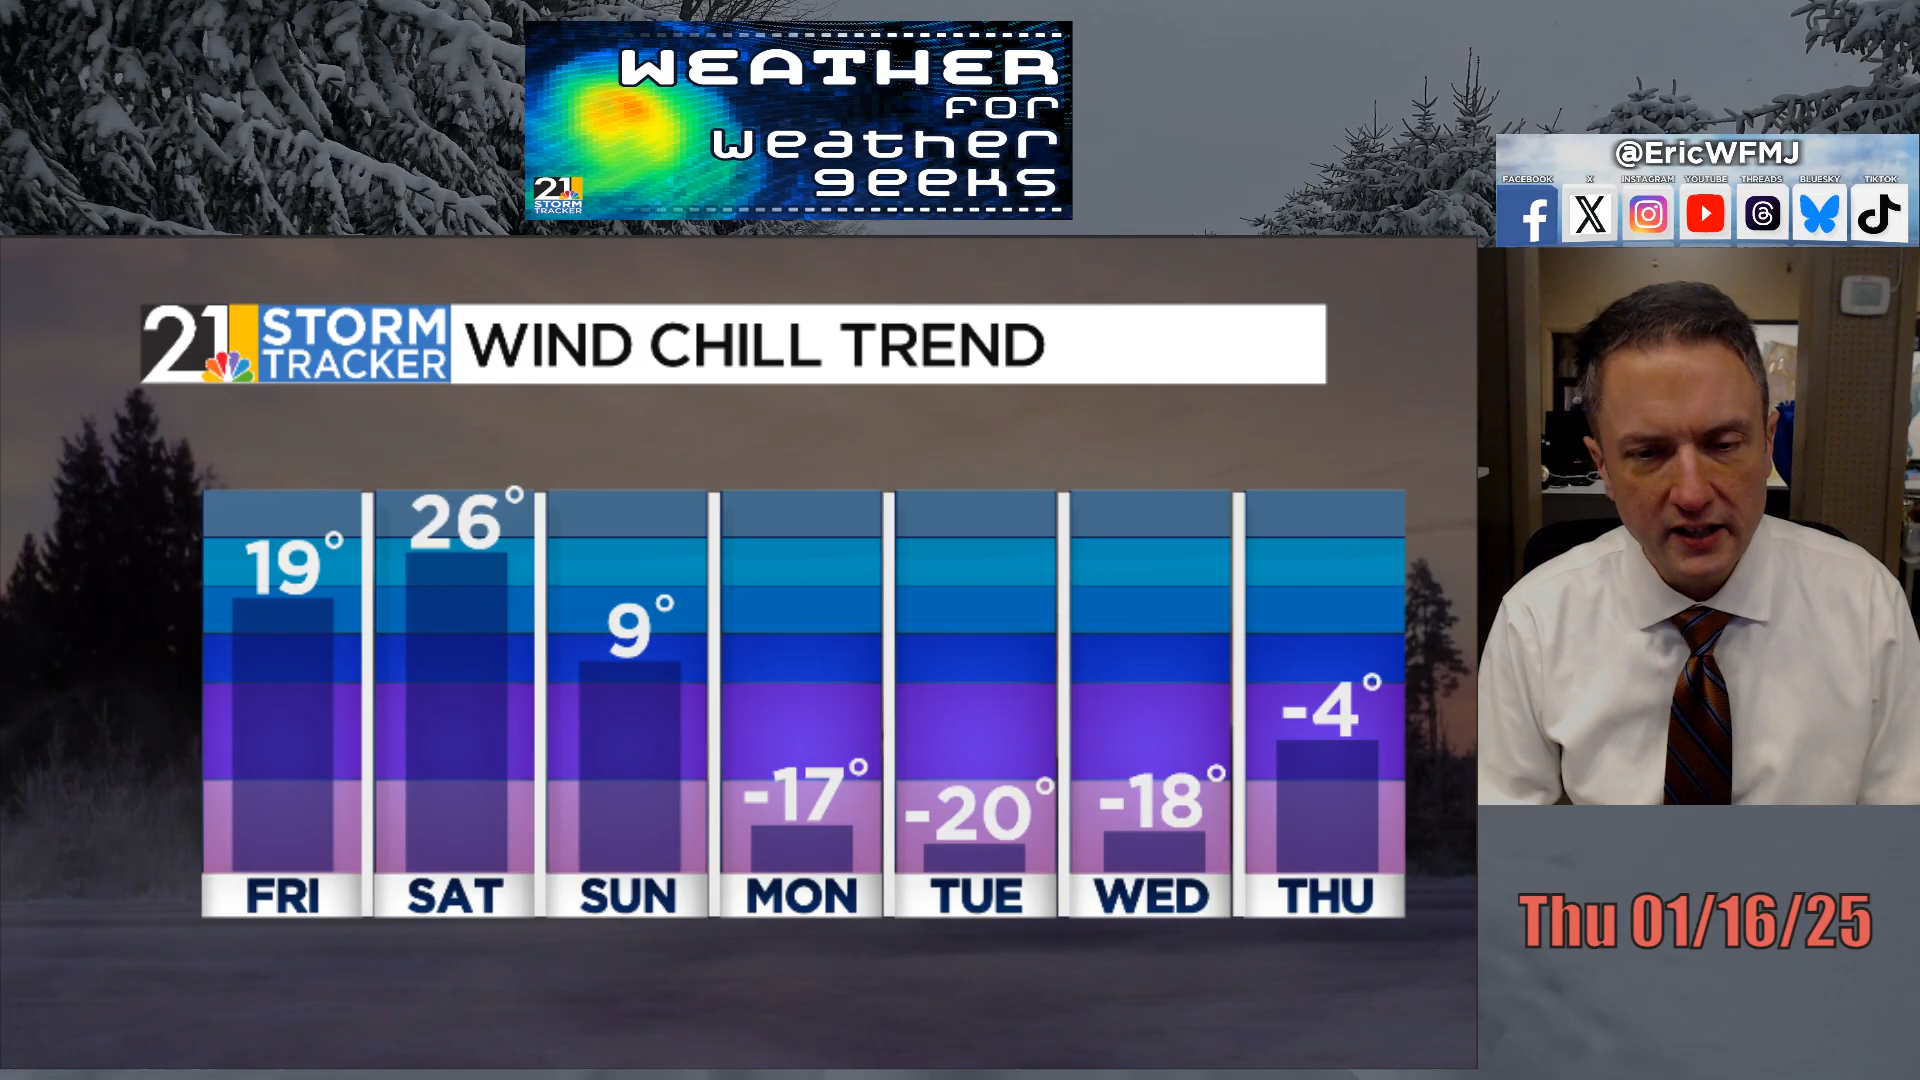 WEATHER
FOR
weather
geeks
21
STORM
TRACKER
@EricWFMJ
FACEBOOK X INSTAGRAM YOUTUBE THREADS BLUESKY TIKTOK
21 STORM TRACKER WIND CHILL TREND
19° 26° 9° -17° -20° -18° -4°
FRI SAT SUN MON TUE WED THU
Thu 01/16/25